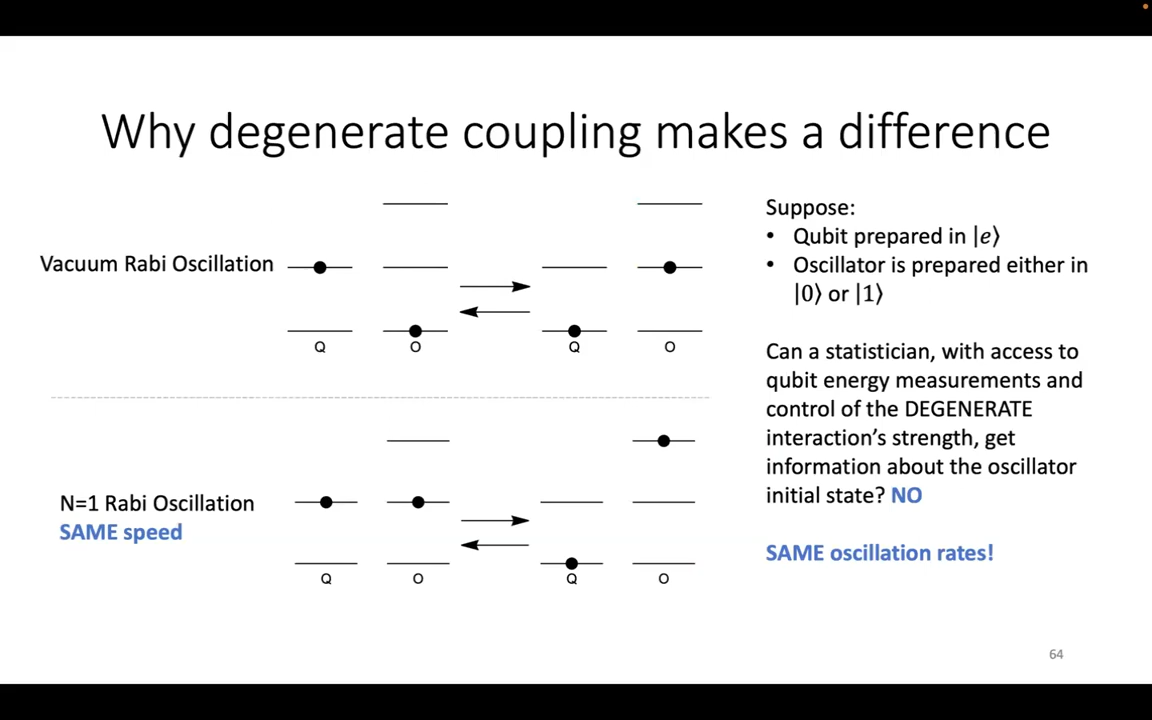 Why degenerate coupling makes a difference
Vacuum Rabi Oscillation
Q
O
Q
O
N=1 Rabi Oscillation
SAME speed
Q
O
Q
O
Suppose:
• Qubit prepared in |e⟩
• Oscillator is prepared either in
|0⟩ or |1⟩
Can a statistician, with access to
qubit energy measurements and
control of the DEGENERATE
interaction’s strength, get
information about the oscillator
initial state? NO
SAME oscillation rates!
64